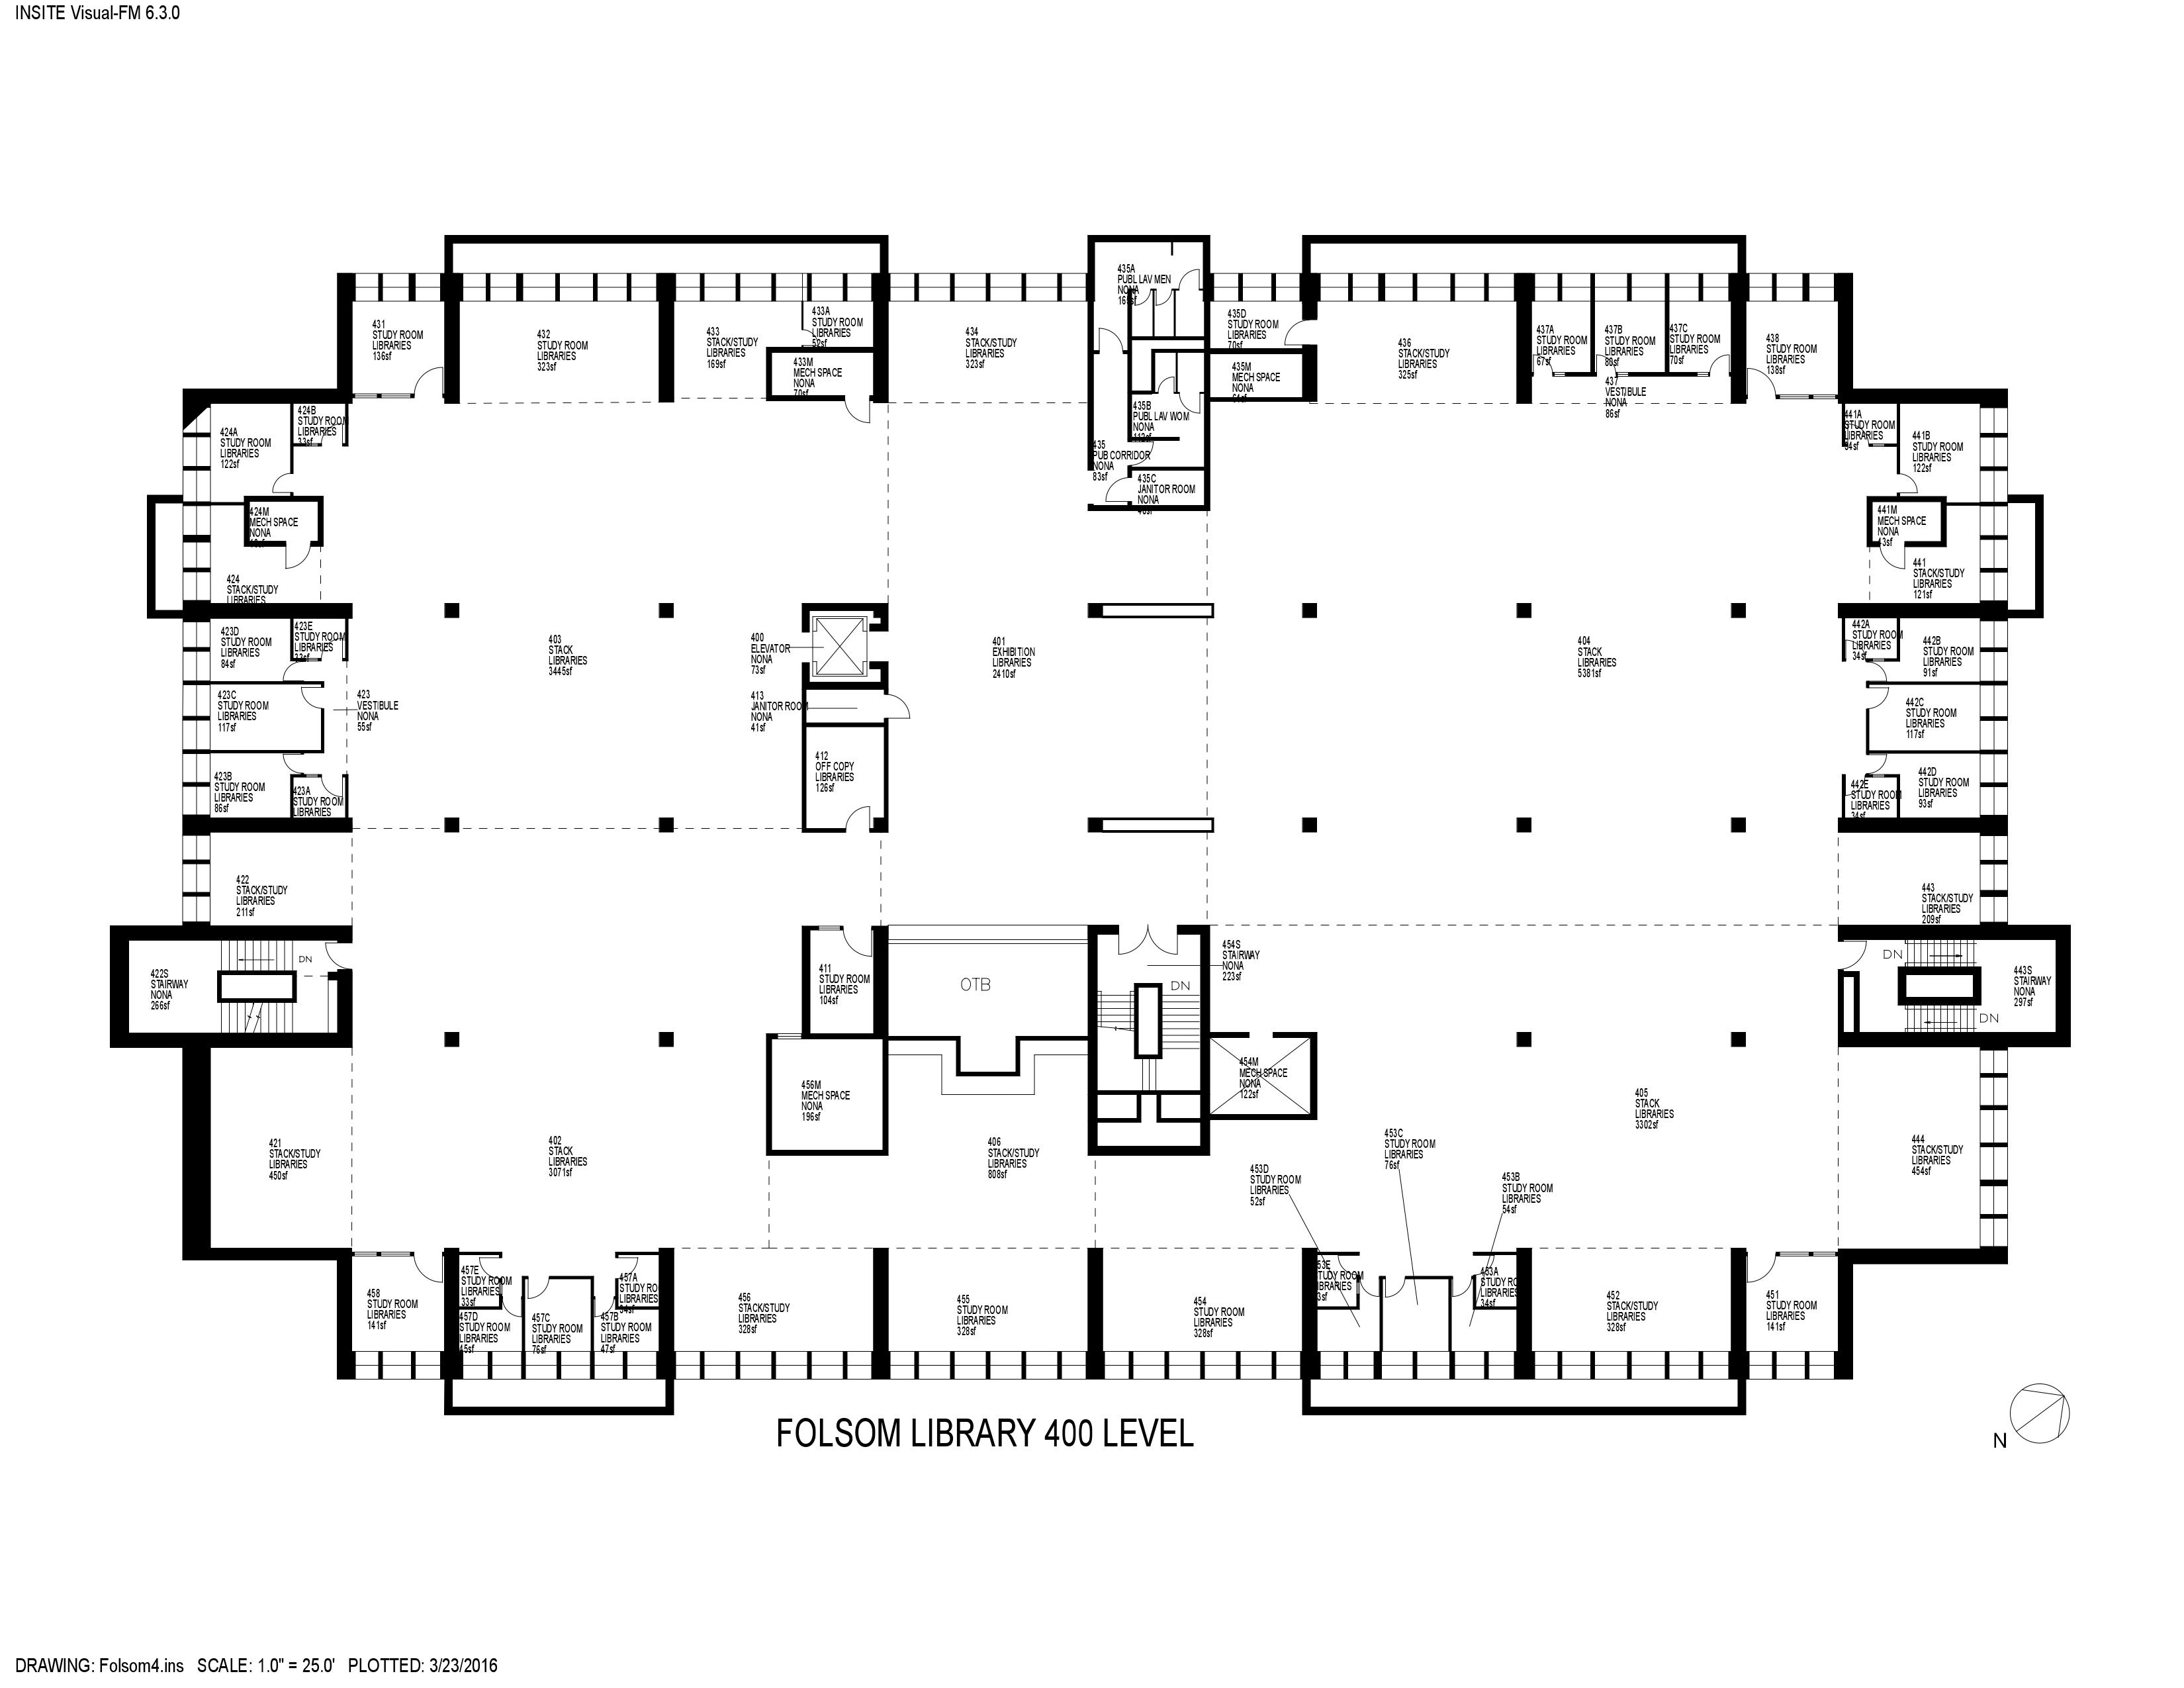 INSITE Visual-FM 6.3.0
435A
PUBL LAV MEN
NONA
431
STUDY ROOM
LIBRARIES
136sf
432
STUDY ROOM
LIBRARIES
323sf
433
STACK/STUDY
LIBRARIES
169sf
433A
STUDY ROOM
LIBRARIES
52sf
433M
MECH SPACE
NONA
70sf
434
STACK/STUDY
LIBRARIES
323sf
435D
STUDY ROOM
LIBRARIES
70sf
435M
MECH SPACE
NONA
436
STACK/STUDY
LIBRARIES
325sf
437A
STUDY ROOM
LIBRARIES
67sf
437B
STUDY ROOM
LIBRARIES
80sf
437C
STUDY ROOM
LIBRARIES
70sf
437
VESTIBULE
NONA
86sf
438
STUDY ROOM
LIBRARIES
138sf
424A
STUDY ROOM
LIBRARIES
122sf
424B
STUDY ROOM
LIBRARIES
33sf
435B
PUBL LAV WOM
NONA
112sf
435
PUB CORRIDOR
NONA
83sf
435C
JANITOR ROOM
NONA
441A
STUDY ROOM
LIBRARIES
34sf
441B
STUDY ROOM
LIBRARIES
122sf
424M
MECH SPACE
NONA
441M
MECH SPACE
NONA
43sf
424
STACK/STUDY
LIBRARIES
441
STACK/STUDY
LIBRARIES
121sf
423D
STUDY ROOM
LIBRARIES
84sf
423E
STUDY ROOM
LIBRARIES
33sf
403
STACK
LIBRARIES
3445sf
400
ELEVATOR
NONA
73sf
401
EXHIBITION
LIBRARIES
2410sf
404
STACK
LIBRARIES
5381sf
442A
STUDY ROOM
LIBRARIES
34sf
442B
STUDY ROOM
LIBRARIES
91sf
423C
STUDY ROOM
LIBRARIES
117sf
423
VESTIBULE
NONA
55sf
413
JANITOR ROOM
NONA
41sf
442C
STUDY ROOM
LIBRARIES
117sf
423B
STUDY ROOM
LIBRARIES
86sf
423A
STUDY ROOM
LIBRARIES
412
OFF COPY
LIBRARIES
126sf
442E
STUDY ROOM
LIBRARIES
34sf
442D
STUDY ROOM
LIBRARIES
93sf
422
STACK/STUDY
LIBRARIES
211sf
443
STACK/STUDY
LIBRARIES
209sf
422S
STAIRWAY
NONA
266sf
DN
411
STUDY ROOM
LIBRARIES
104sf
OTB
454S
STAIRWAY
NONA
223sf
DN
DN
443S
STAIRWAY
NONA
297sf
DN
456M
MECH SPACE
NONA
196sf
454M
MECH SPACE
NONA
122sf
405
STACK
LIBRARIES
3302sf
421
STACK/STUDY
LIBRARIES
450sf
402
STACK
LIBRARIES
3071sf
406
STACK/STUDY
LIBRARIES
808sf
453C
STUDY ROOM
LIBRARIES
76sf
444
STACK/STUDY
LIBRARIES
454sf
453D
STUDY ROOM
LIBRARIES
52sf
453B
STUDY ROOM
LIBRARIES
54sf
458
STUDY ROOM
LIBRARIES
141sf
457E
STUDY ROOM
LIBRARIES
33sf
457D
STUDY ROOM
LIBRARIES
45sf
457C
STUDY ROOM
LIBRARIES
76sf
457A
STUDY RO
LIBRARIES
34sf
457B
STUDY ROOM
LIBRARIES
47sf
456
STACK/STUDY
LIBRARIES
328sf
455
STUDY ROOM
LIBRARIES
328sf
454
STUDY ROOM
LIBRARIES
328sf
53E
STUDY ROOM
LIBRARIES
3sf
453A
STUDY RO
LIBRARIES
34sf
452
STACK/STUDY
LIBRARIES
328sf
451
STUDY ROOM
LIBRARIES
141sf
FOLSOM LIBRARY 400 LEVEL
N
DRAWING: Folsom4.ins SCALE: 1.0" = 25.0' PLOTTED: 3/23/2016